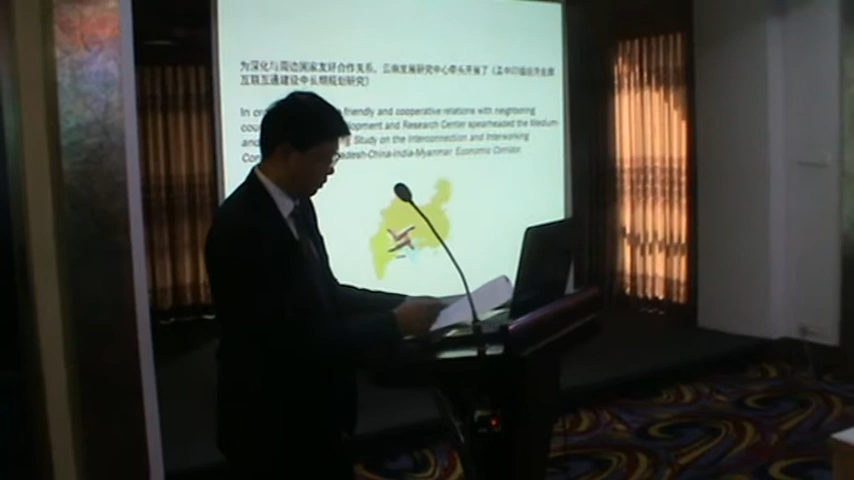 为深化与周边国家友好合作关系，云南发展研究中心牵头开展了《孟中印缅经济走廊
互联互通建设中长期规划研究》
In friendly and cooperative relations with neighboring
and Research Center spearheaded the Medium-
and Study on the Interconnection and Interworking
China-India-Myanmar Economic Corridor.